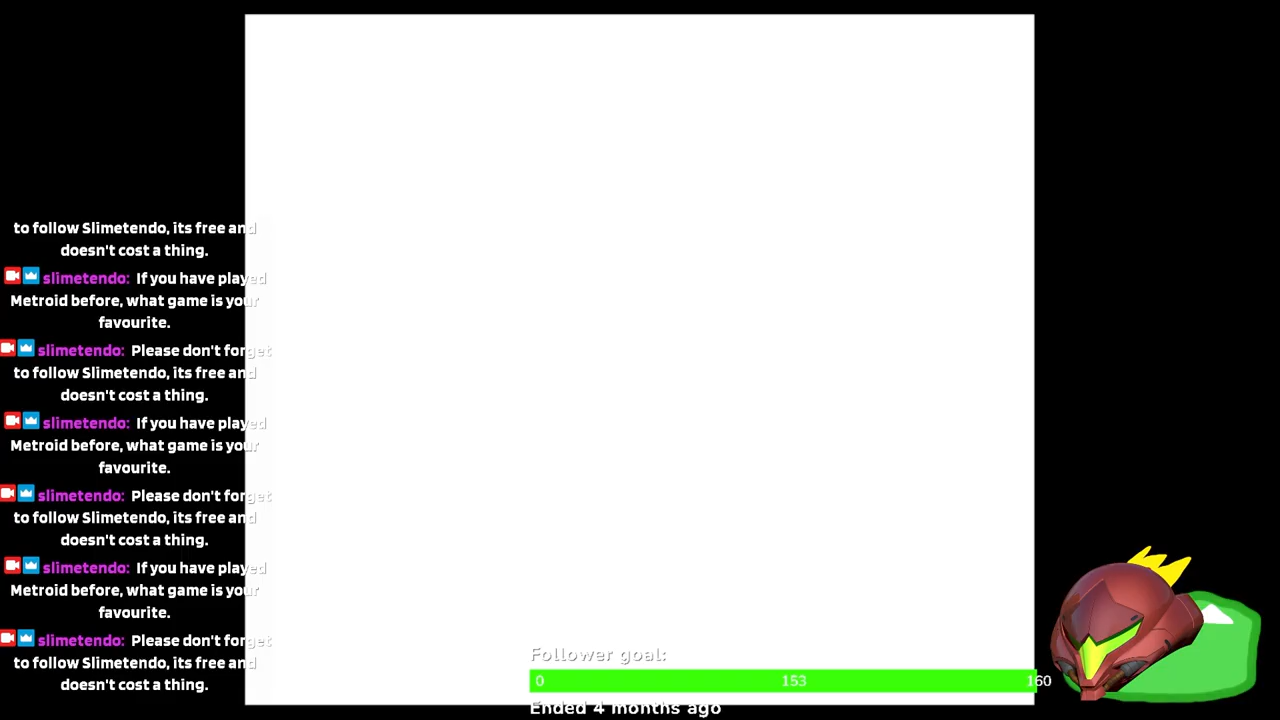 to follow Slimetendo, its free and
doesn't cost a thing.
slimetendo: If you have played
Metroid before, what game is your
favourite.
slimetendo: Please don't forget
to follow Slimetendo, its free and
doesn't cost a thing.
slimetendo: If you have played
Metroid before, what game is your
favourite.
slimetendo: Please don't forget
to follow Slimetendo, its free and
doesn't cost a thing.
slimetendo: If you have played
Metroid before, what game is your
favourite.
slimetendo: Please don't forget
to follow Slimetendo, its free and
doesn't cost a thing.
Follower goal:
0 153 160
Ended 4 months ago